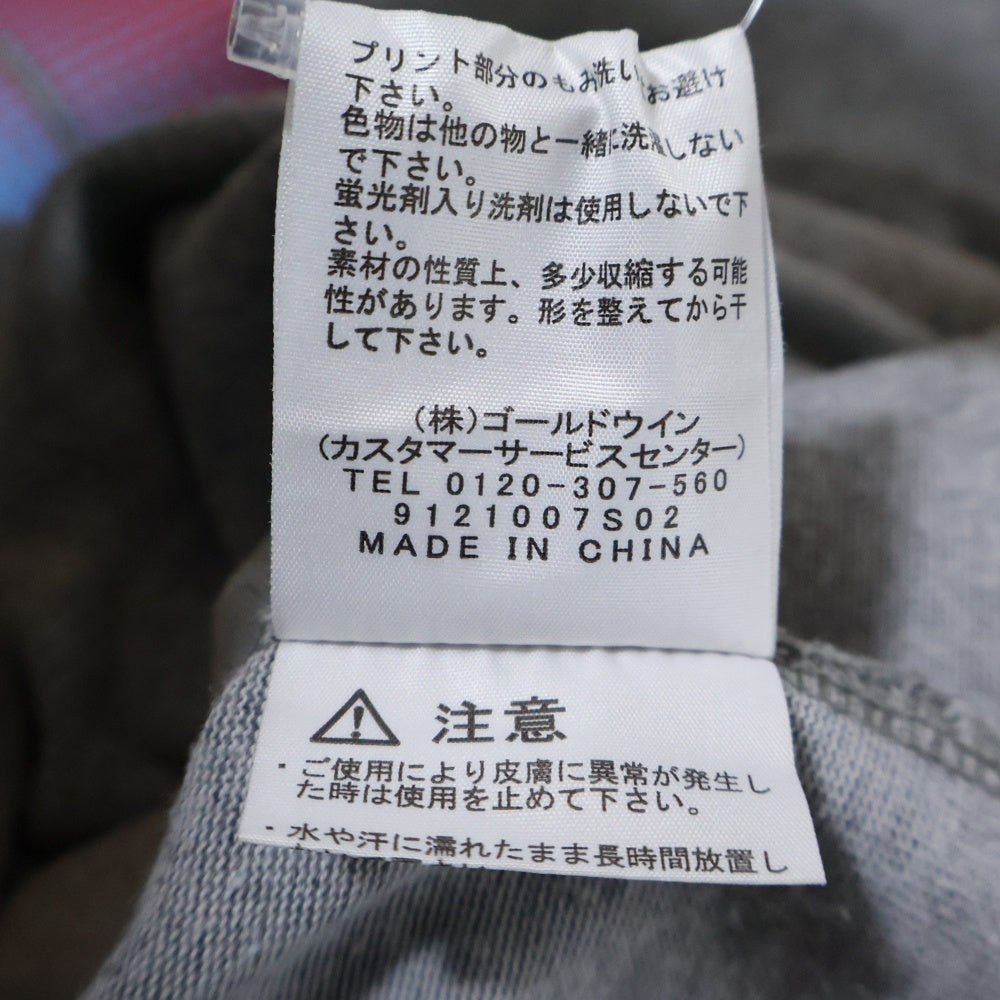 プリント部分のもお洗い お避け
下さい。
色物は他の物と一緒に洗濯しない
で下さい。
蛍光剤入り洗剤は使用しないで下
さい。
素材の性質上、多少収縮する可能
性があります。形を整えてから干
して下さい。
(株)ゴールドウイン
(カスタマーサービスセンター)
TEL 0120-307-560
9121007S02
MADE IN CHINA
注意
・ご使用により皮膚に異常が発生し
た時は使用を止めて下さい。
・水や汗に濡れたまま長時間放置し